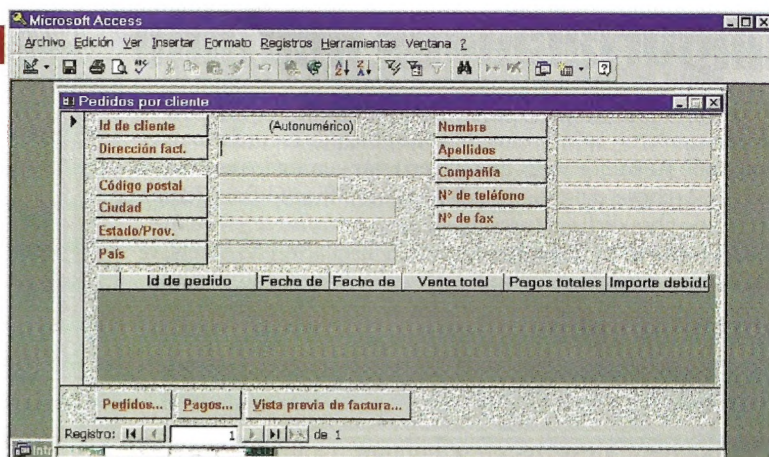 Microsoft Access
Archivo Edición Ver Insertar Formato Registros Herramientas Ventana ?
Pedidos por cliente
Id de cliente (Autonumérico) Nombre
Dirección fact. Apellidos
Compañía
Código postal
Nº de teléfono
Ciudad
Nº de fax
Estado/Prov.
País
Id de pedido Fecha de Fecha de Venta total Pagos totales Importe debido
Pedidos... Pagos... Vista previa de factura...
Registro: 1 de 1